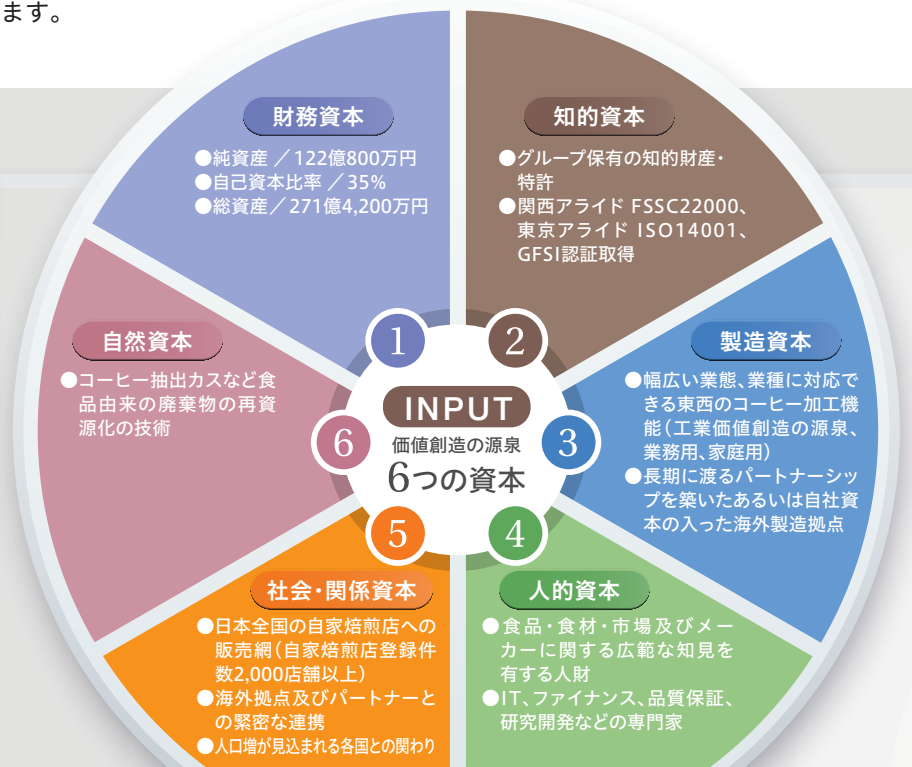 ます。
財務資本
●純資産／122億800万円
●自己資本比率／35%
●総資産／271億4,200万円
知的資本
●グループ保有の知的財産・
特許
●関西アライド FSSC22000、
東京アライド ISO14001、
GFSI認証取得
製造資本
●幅広い業態、業種に対応で
きる東西のコーヒー加工機
能(工業価値創造の源泉、
業務用、家庭用)
●長期に渡るパートナーシッ
プを築いたあるいは自社資
本の入った海外製造拠点
人的資本
●食品・食材・市場及びメー
カーに関する広範な知見を
有する人財
●IT、ファイナンス、品質保証、
研究開発などの専門家
社会・関係資本
●日本全国の自家焙煎店への
販売網(自家焙煎店登録件
数2,000店舗以上)
●海外拠点及びパートナーと
の緊密な連携
●人口増が見込まれる各国との関わり
自然資本
●コーヒー抽出カスなど食
品由来の廃棄物の再資
源化の技術
1
2
3
4
5
6
INPUT
価値創造の源泉
6つの資本